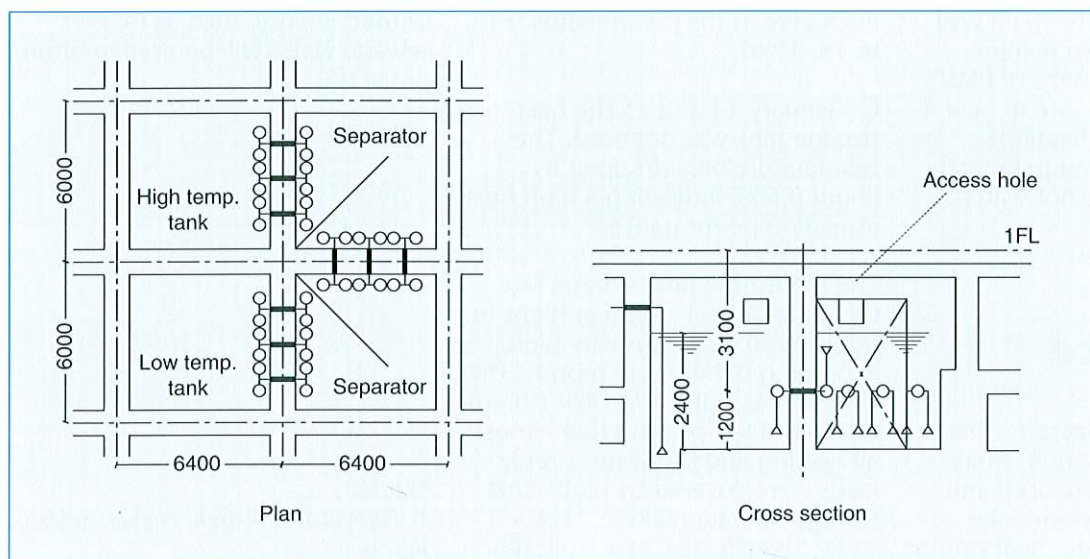 6000
6000
High temp.
tank
Low temp.
tank
Separator
Separator
6400
6400
Plan
Access hole
1FL
3100
1200
2400
Cross section